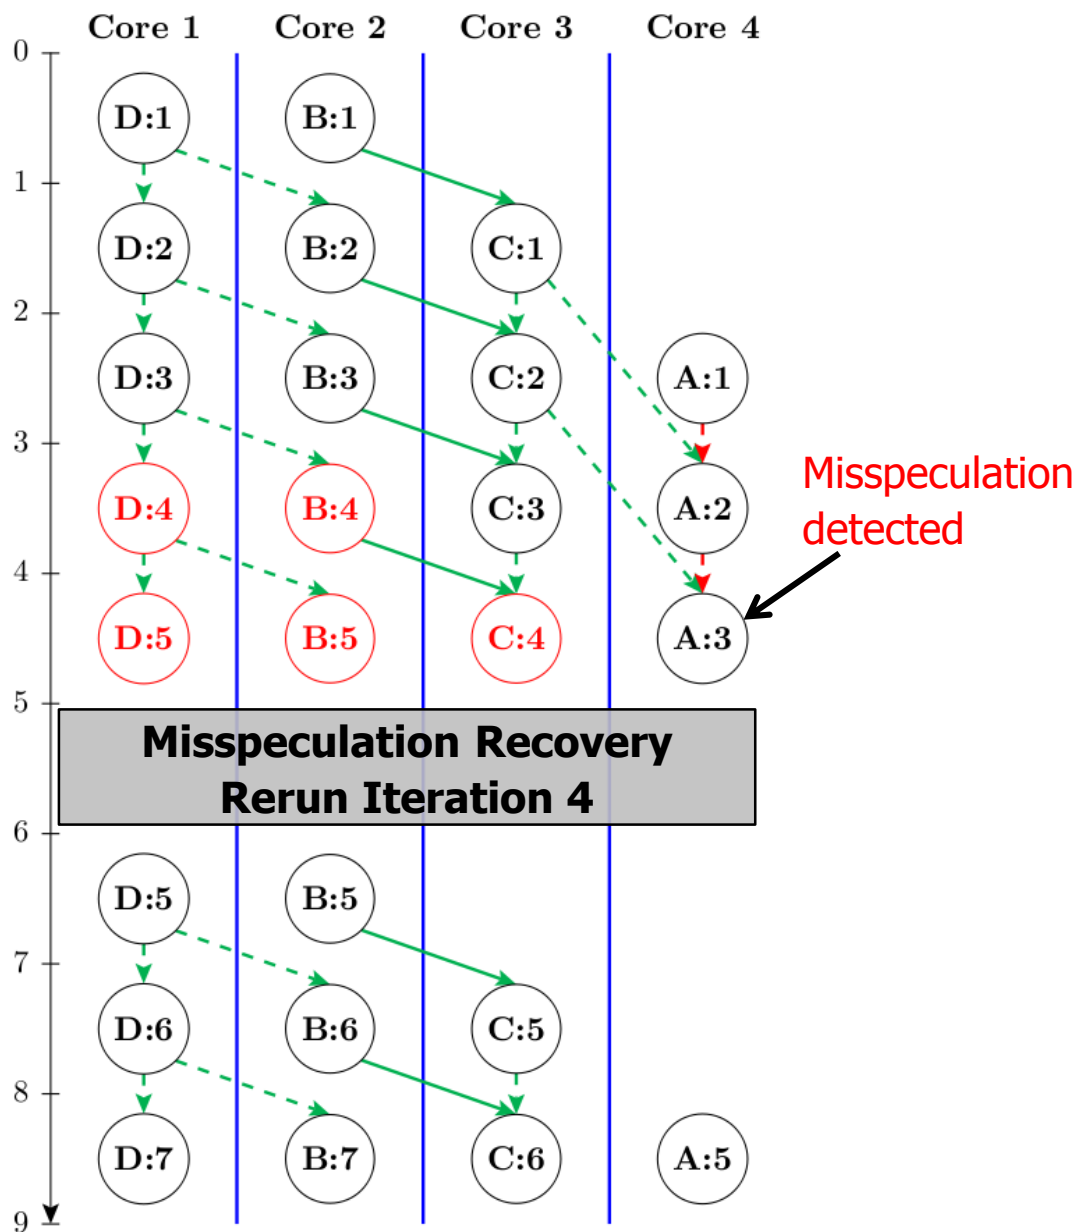 Core 1 Core 2 Core 3 Core 4
0
D:1 B:1
1
D:2 B:2 C:1
2
D:3 B:3 C:2 A:1
3
D:4 B:4 C:3 A:2
Misspeculation
detected
4
D:5 B:5 C:4 A:3
5
Misspeculation Recovery
Rerun Iteration 4
6
D:5 B:5
7
D:6 B:6 C:5
8
D:7 B:7 C:6 A:5
9